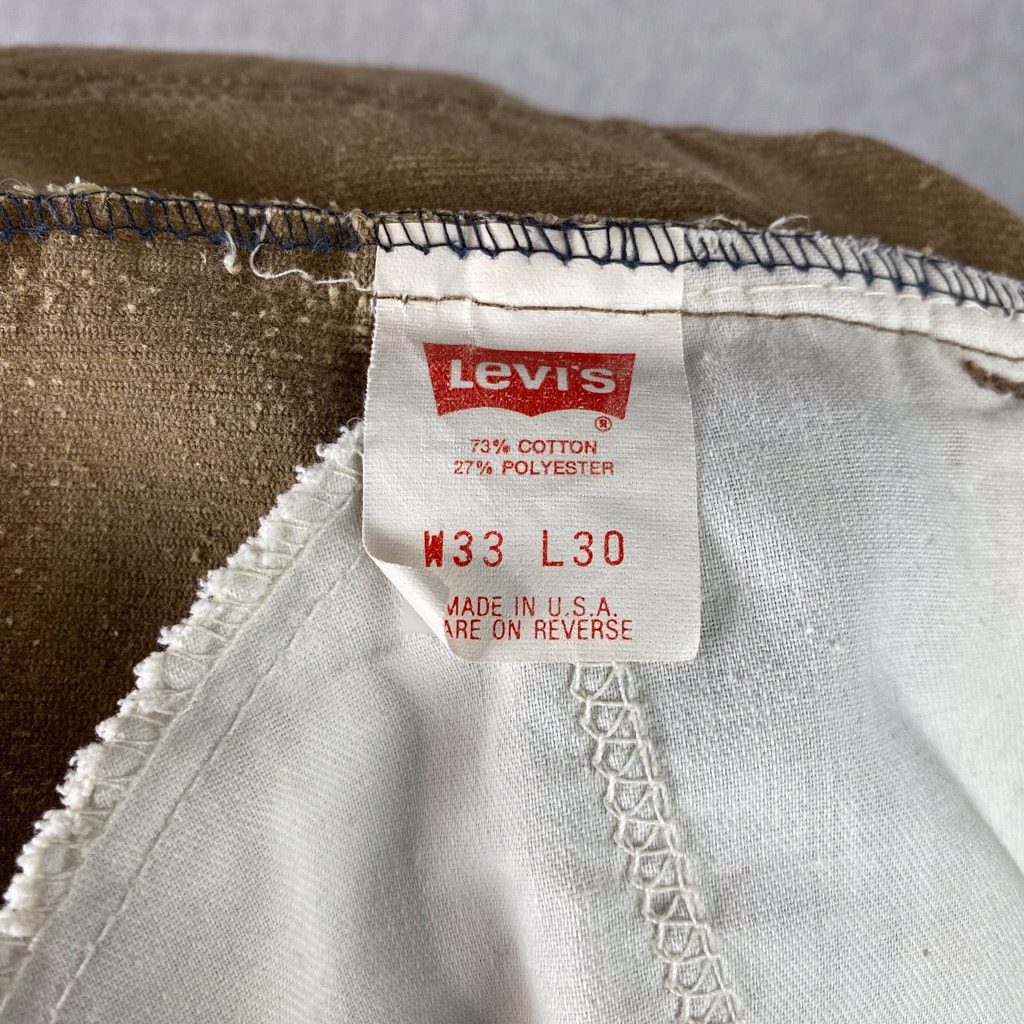 Levi's
®
73% COTTON
27% POLYESTER
W33 L30
MADE IN U.S.A.
ARE ON REVERSE